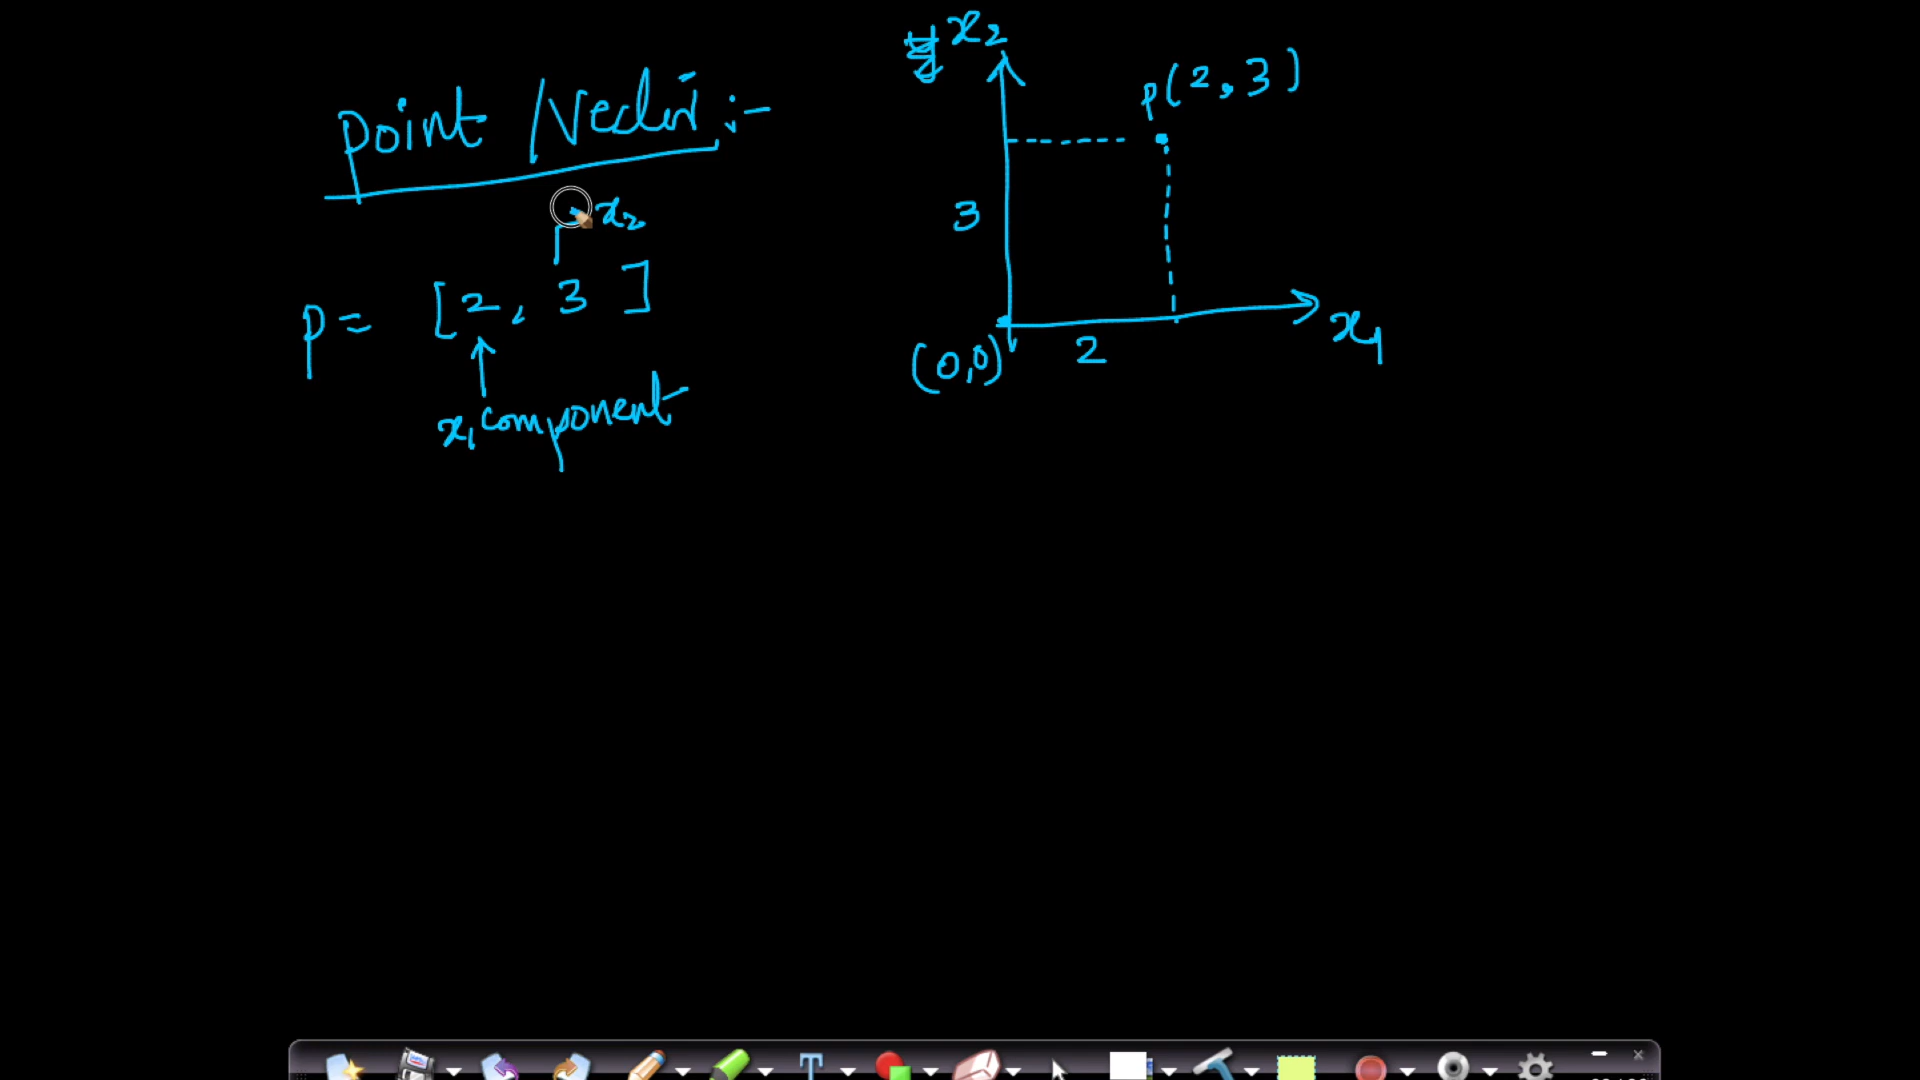 Point / Vector :-
x2
P = [2, 3]
x1 component
x2
P(2, 3)
3
(0,0)
2
x1
T